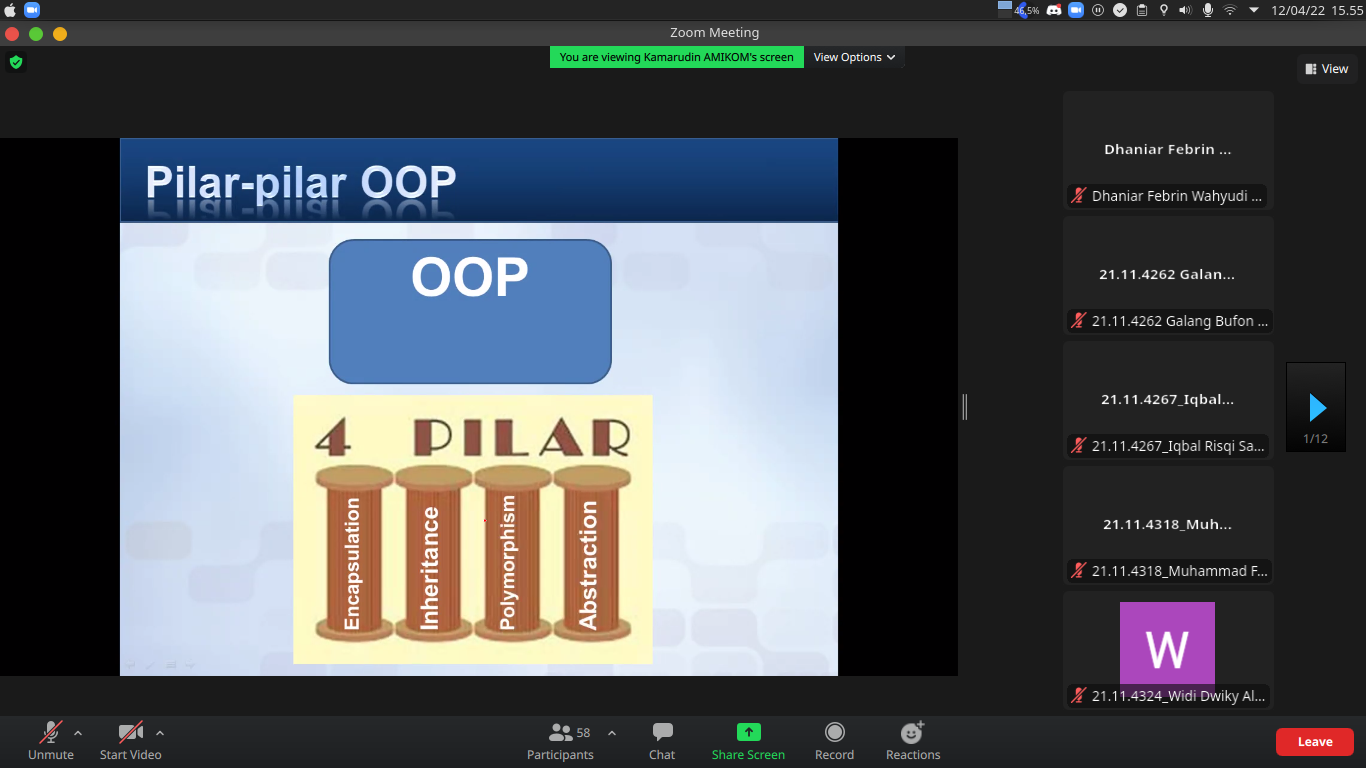 46,5%
12/04/22 15.55
Zoom Meeting
You are viewing Kamarudin AMIKOM's screen
View Options
View
Pilar-pilar OOP
OOP
4 PILAR
Encapsulation
Inheritance
Polymorphism
Abstraction
Dhaniar Febrin ...
Dhaniar Febrin Wahyudi ...
21.11.4262 Galan...
21.11.4262 Galang Bufon ...
21.11.4267_Iqbal...
21.11.4267_Iqbal Risqi Sa...
21.11.4318_Muh...
21.11.4318_Muhammad F...
W
21.11.4324_Widi Dwiky Al...
1/12
Unmute
Start Video
58
Participants
Chat
Share Screen
Record
Reactions
Leave